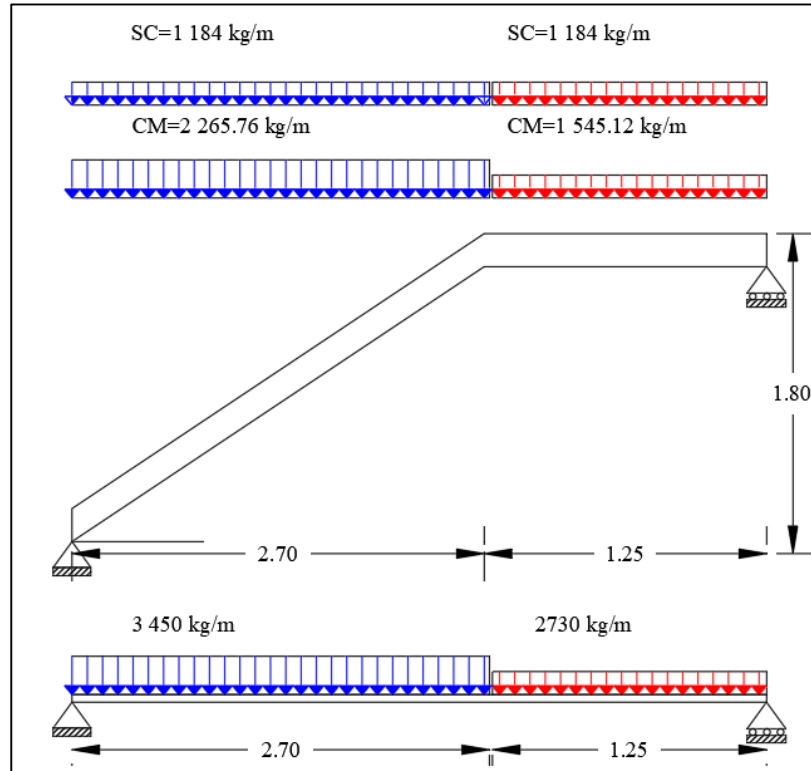 SC=1 184 kg/m SC=1 184 kg/m
CM=2 265.76 kg/m CM=1 545.12 kg/m
1.80
2.70 1.25
3 450 kg/m 2730 kg/m
2.70 1.25